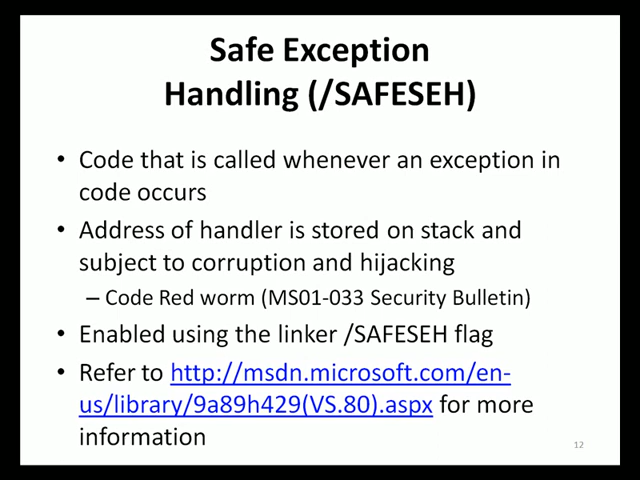 Safe Exception
Handling (/SAFESEH)
• Code that is called whenever an exception in
code occurs
• Address of handler is stored on stack and
subject to corruption and hijacking
– Code Red worm (MS01-033 Security Bulletin)
• Enabled using the linker /SAFESEH flag
• Refer to http://msdn.microsoft.com/en-
us/library/9a89h429(VS.80).aspx for more
information
12